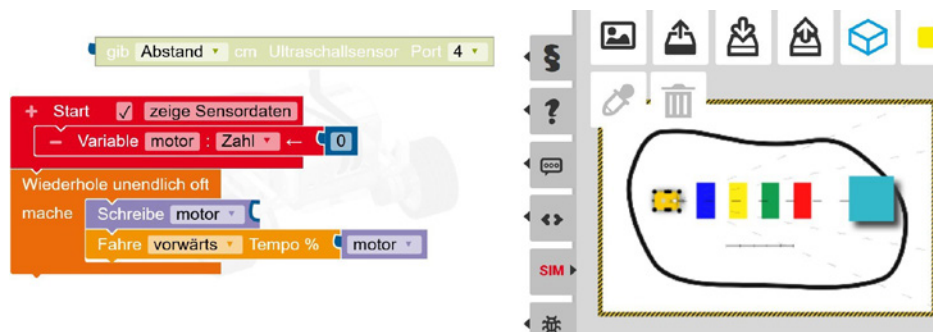 gib Abstand cm Ultraschallsensor Port 4
+ Start ✓ zeige Sensordaten
− Variable motor : Zahl ← 0
Wiederhole unendlich oft
mache Schreibe motor
Fahre vorwärts Tempo % motor
§
?
<>
SIM